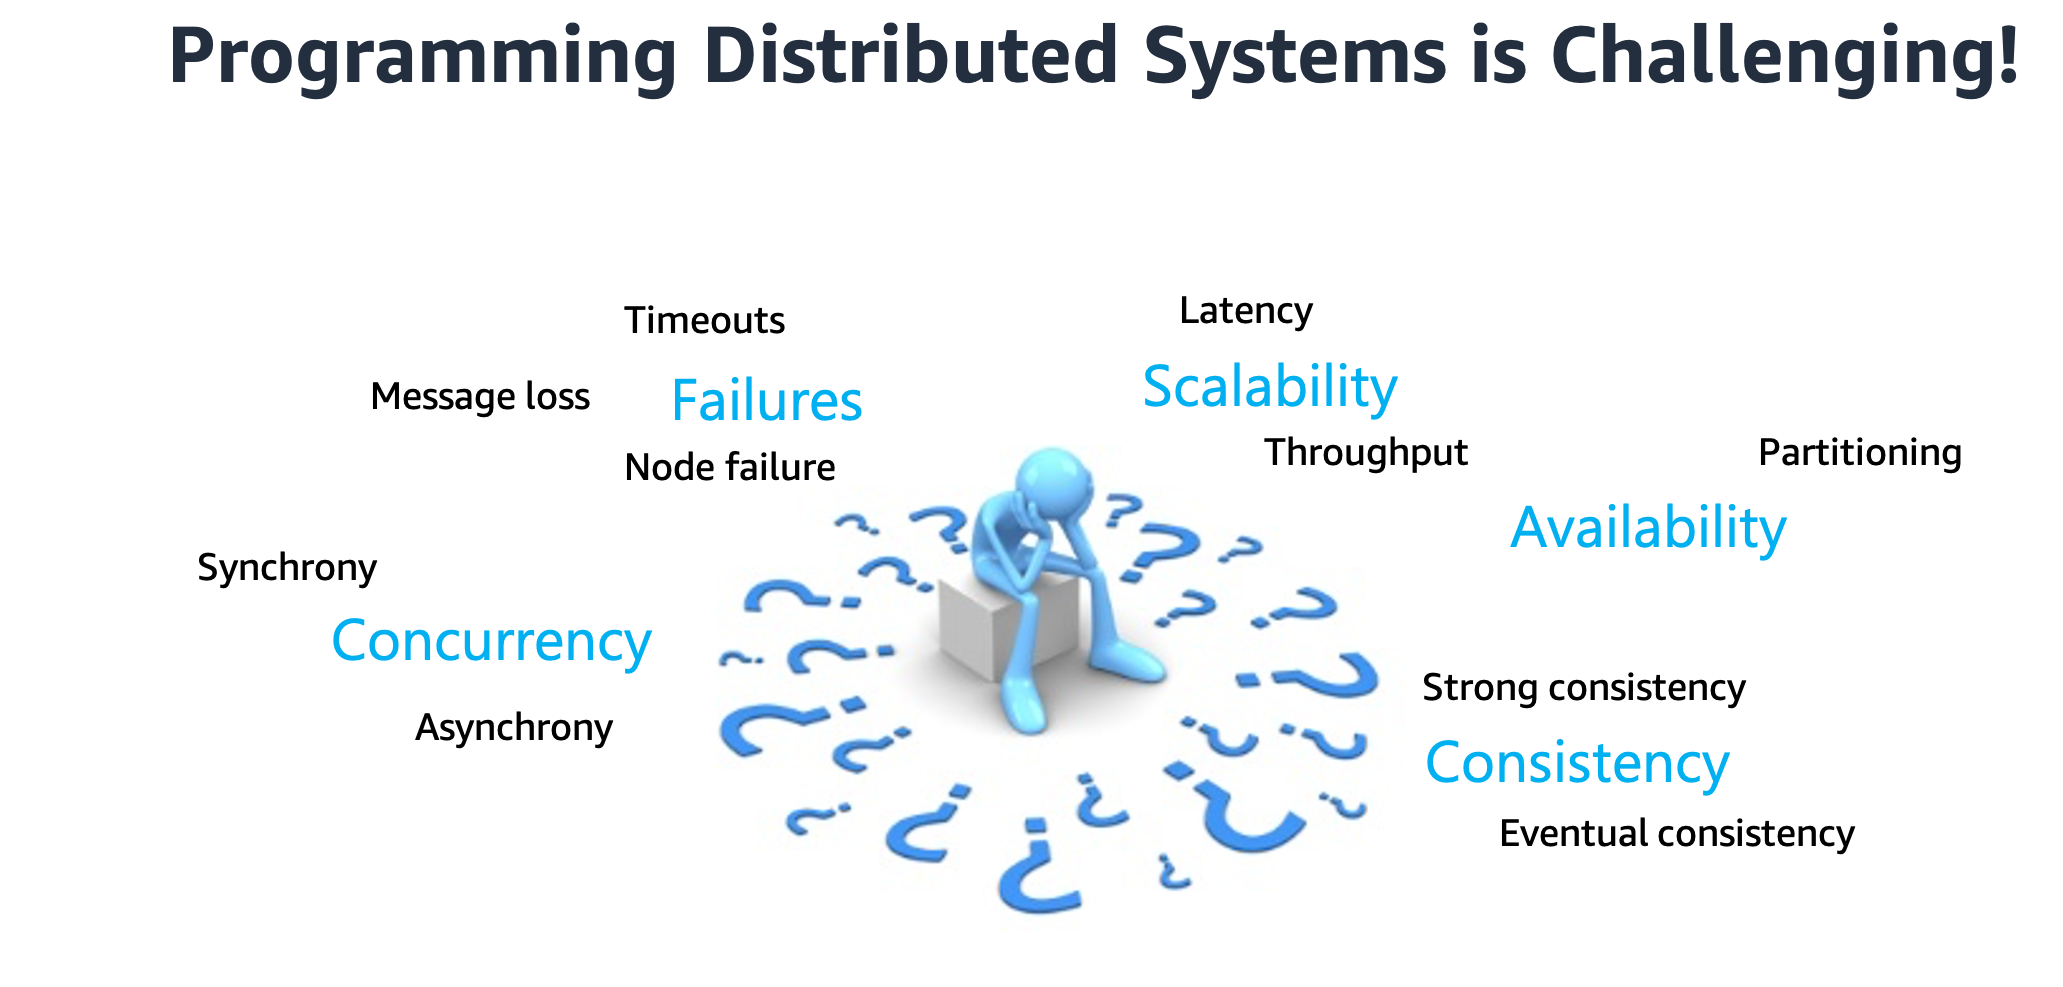 Programming Distributed Systems is Challenging!
Timeouts
Message loss
Failures
Node failure
Latency
Scalability
Throughput
Partitioning
Availability
Synchrony
Concurrency
Asynchrony
Strong consistency
Consistency
Eventual consistency